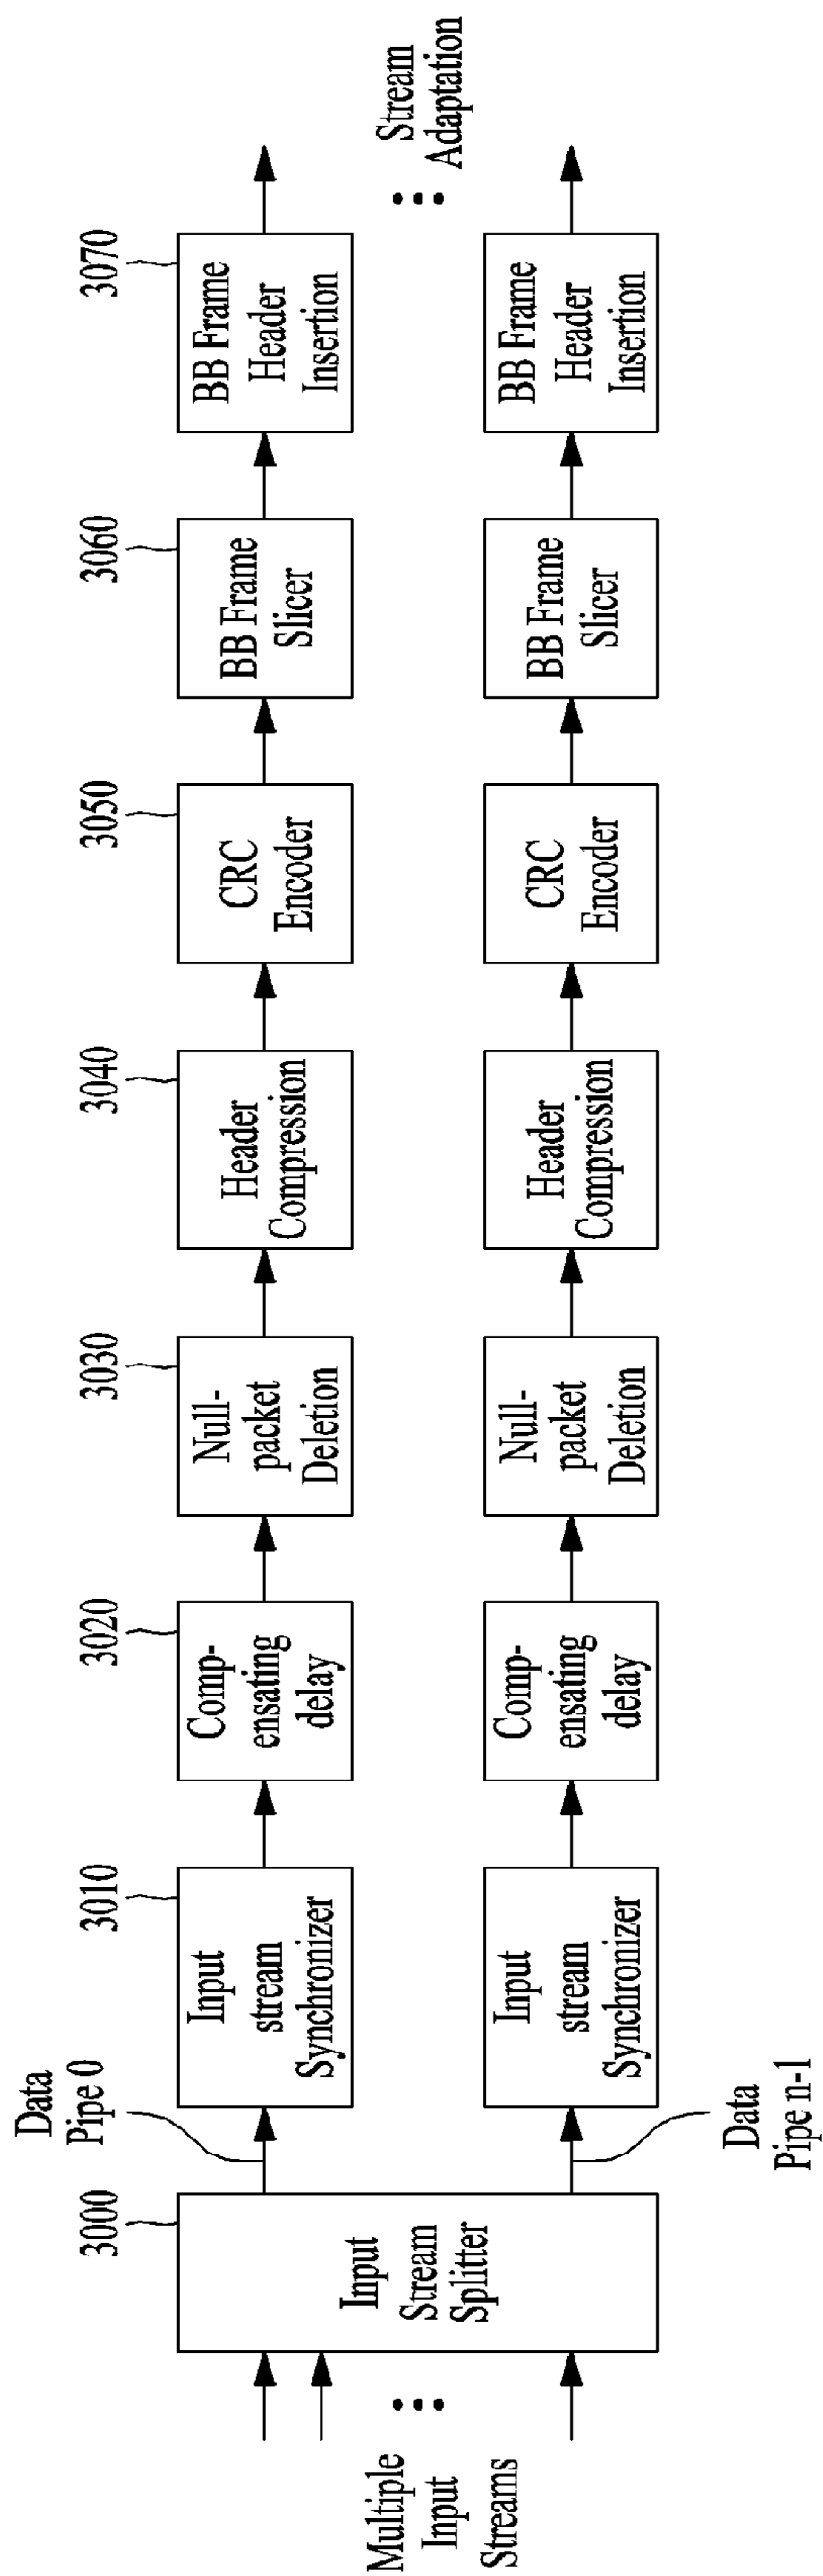 Multiple
Input
Streams
3000
Input
Stream
Splitter
Data
Pipe 0
Data
Pipe n-1
3010
Input
stream
Synchronizer
3020
Comp-
ensating
delay
3030
Null-
packet
Deletion
3040
Header
Compression
3050
CRC
Encoder
3060
BB Frame
Slicer
3070
BB Frame
Header
Insertion
Input
stream
Synchronizer
Comp-
ensating
delay
Null-
packet
Deletion
Header
Compression
CRC
Encoder
BB Frame
Slicer
BB Frame
Header
Insertion
Stream
Adaptation